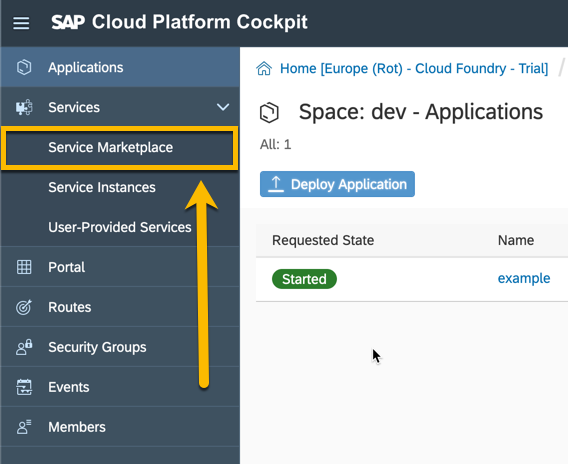 SAP Cloud Platform Cockpit
Applications
Services
Service Marketplace
Service Instances
User-Provided Services
Portal
Routes
Security Groups
Events
Members
Home [Europe (Rot) - Cloud Foundry - Trial] /
Space: dev - Applications
All: 1
Deploy Application
Requested State Name
Started example